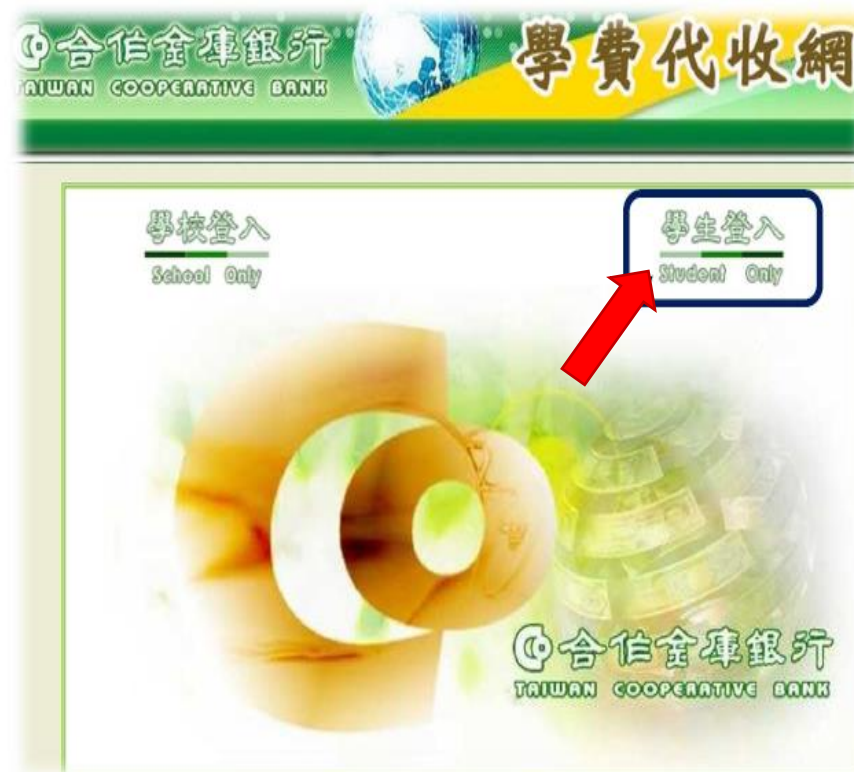 合作金庫銀行
TAIWAN COOPERATIVE BANK
學費代收網
學校登入
School Only
學生登入
Student Only
合作金庫銀行
TAIWAN COOPERATIVE BANK